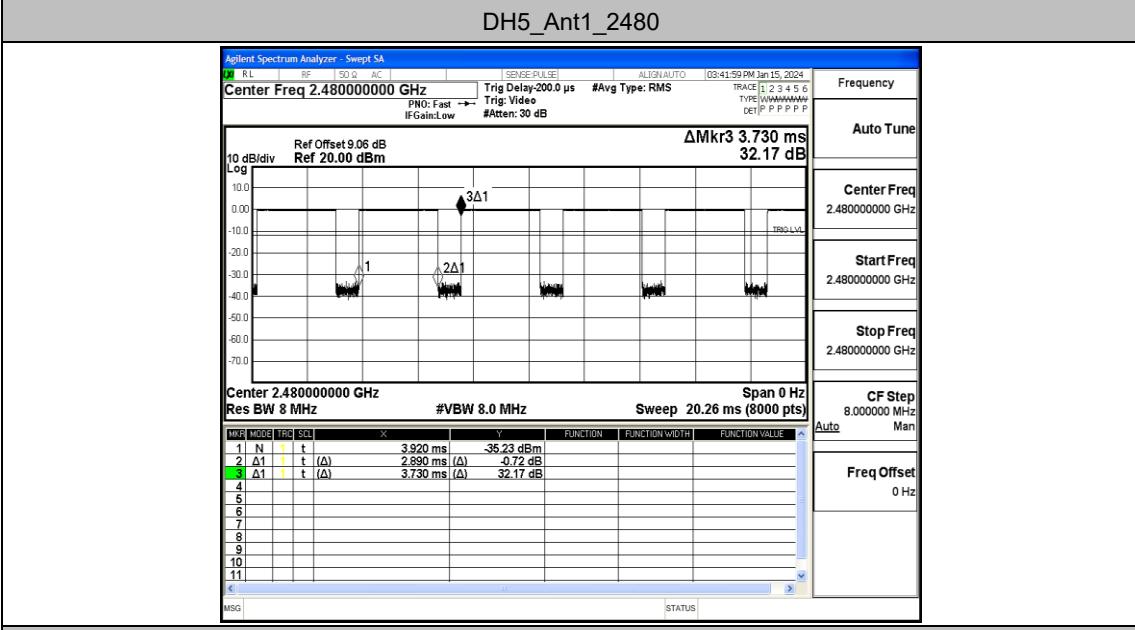 DH5_Ant1_2480
Agilent Spectrum Analyzer - Swept SA
RL RF 50 Ω AC SENSE:PULSE ALIGNAUTO 03:41:59 PM Jan 15, 2024
Center Freq 2.480000000 GHz
PNO: Fast
IFGain:Low
Trig Delay-200.0 µs
Trig: Video
#Atten: 30 dB
#Avg Type: RMS
TRACE 1 2 3 4 5 6
TYPE
DET P P P P P P
Frequency
Auto Tune
Center Freq
2.480000000 GHz
Start Freq
2.480000000 GHz
Stop Freq
2.480000000 GHz
CF Step
8.000000 MHz
Auto Man
Freq Offset
0 Hz
ΔMkr3 3.730 ms
32.17 dB
Ref Offset 9.06 dB
10 dB/div Ref 20.00 dBm
Log
10.0
0.00
-10.0
-20.0
-30.0
-40.0
-50.0
-60.0
-70.0
3Δ1
TRIG LVL
1
2Δ1
Center 2.480000000 GHz Span 0 Hz
Res BW 8 MHz #VBW 8.0 MHz Sweep 20.26 ms (8000 pts)
MKR MODE TRC SCL X Y FUNCTION FUNCTION WIDTH FUNCTION VALUE
1 N 1 t 3.920 ms -35.23 dBm
2 Δ1 1 t (Δ) 2.890 ms (Δ) -0.72 dB
3 Δ1 1 t (Δ) 3.730 ms (Δ) 32.17 dB
4
5
6
7
8
9
10
11
MSG STATUS